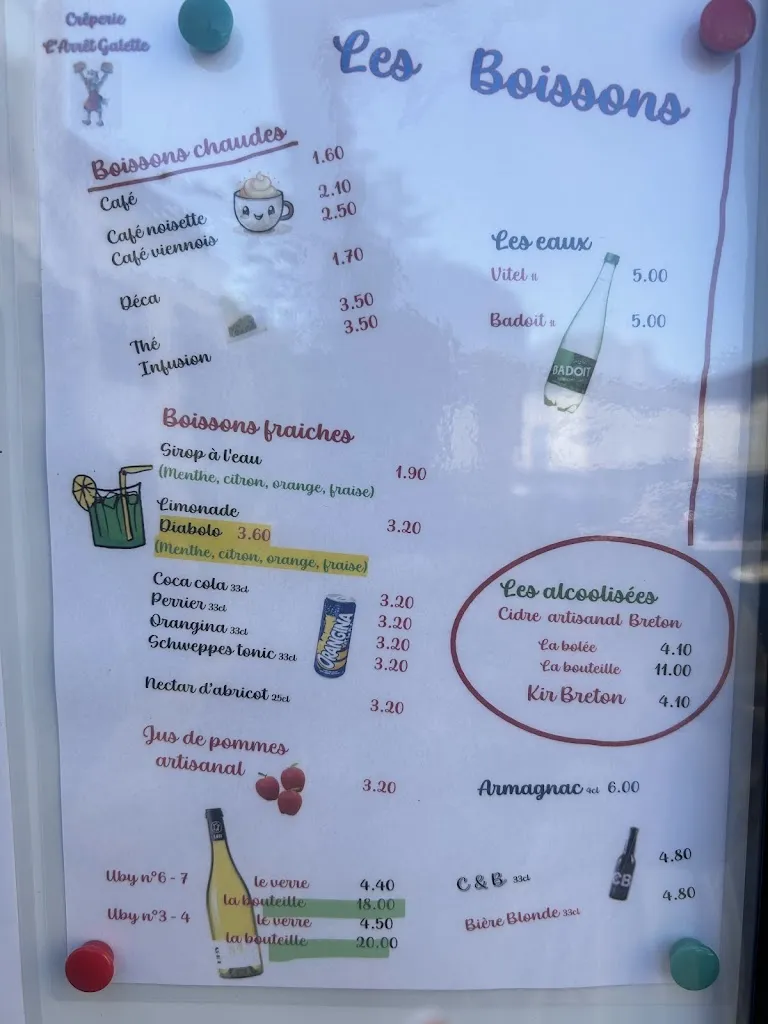 Crêperie
L'Arrêt Galette
Les Boissons
Boissons chaudes
Café 1.60
Café noisette 2.10
Café viennois 2.50
Déca 1.70
Thé 3.50
Infusion 3.50
Boissons fraiches
Sirop à l'eau 1.90
(Menthe, citron, orange, fraise)
Limonade 3.20
Diabolo 3.60
(Menthe, citron, orange, fraise)
Coca cola 33cl 3.20
Perrier 33cl 3.20
Orangina 33cl 3.20
Schweppes tonic 33cl 3.20
ORANGINA
Nectar d'abricot 25cl 3.20
Jus de pommes
artisanal 3.20
Uby n°6 - 7 le verre 4.40
la bouteille 18.00
Uby n°3 - 4 le verre 4.50
la bouteille 20.00
Les eaux
Vitel 1l 5.00
Badoit 1l 5.00
BADOIT
Les alcoolisées
Cidre artisanal Breton
La bolée 4.10
La bouteille 11.00
Kir Breton 4.10
Armagnac 4cl 6.00
C & B 33cl 4.80
CB
Bière Blonde 33cl 4.80